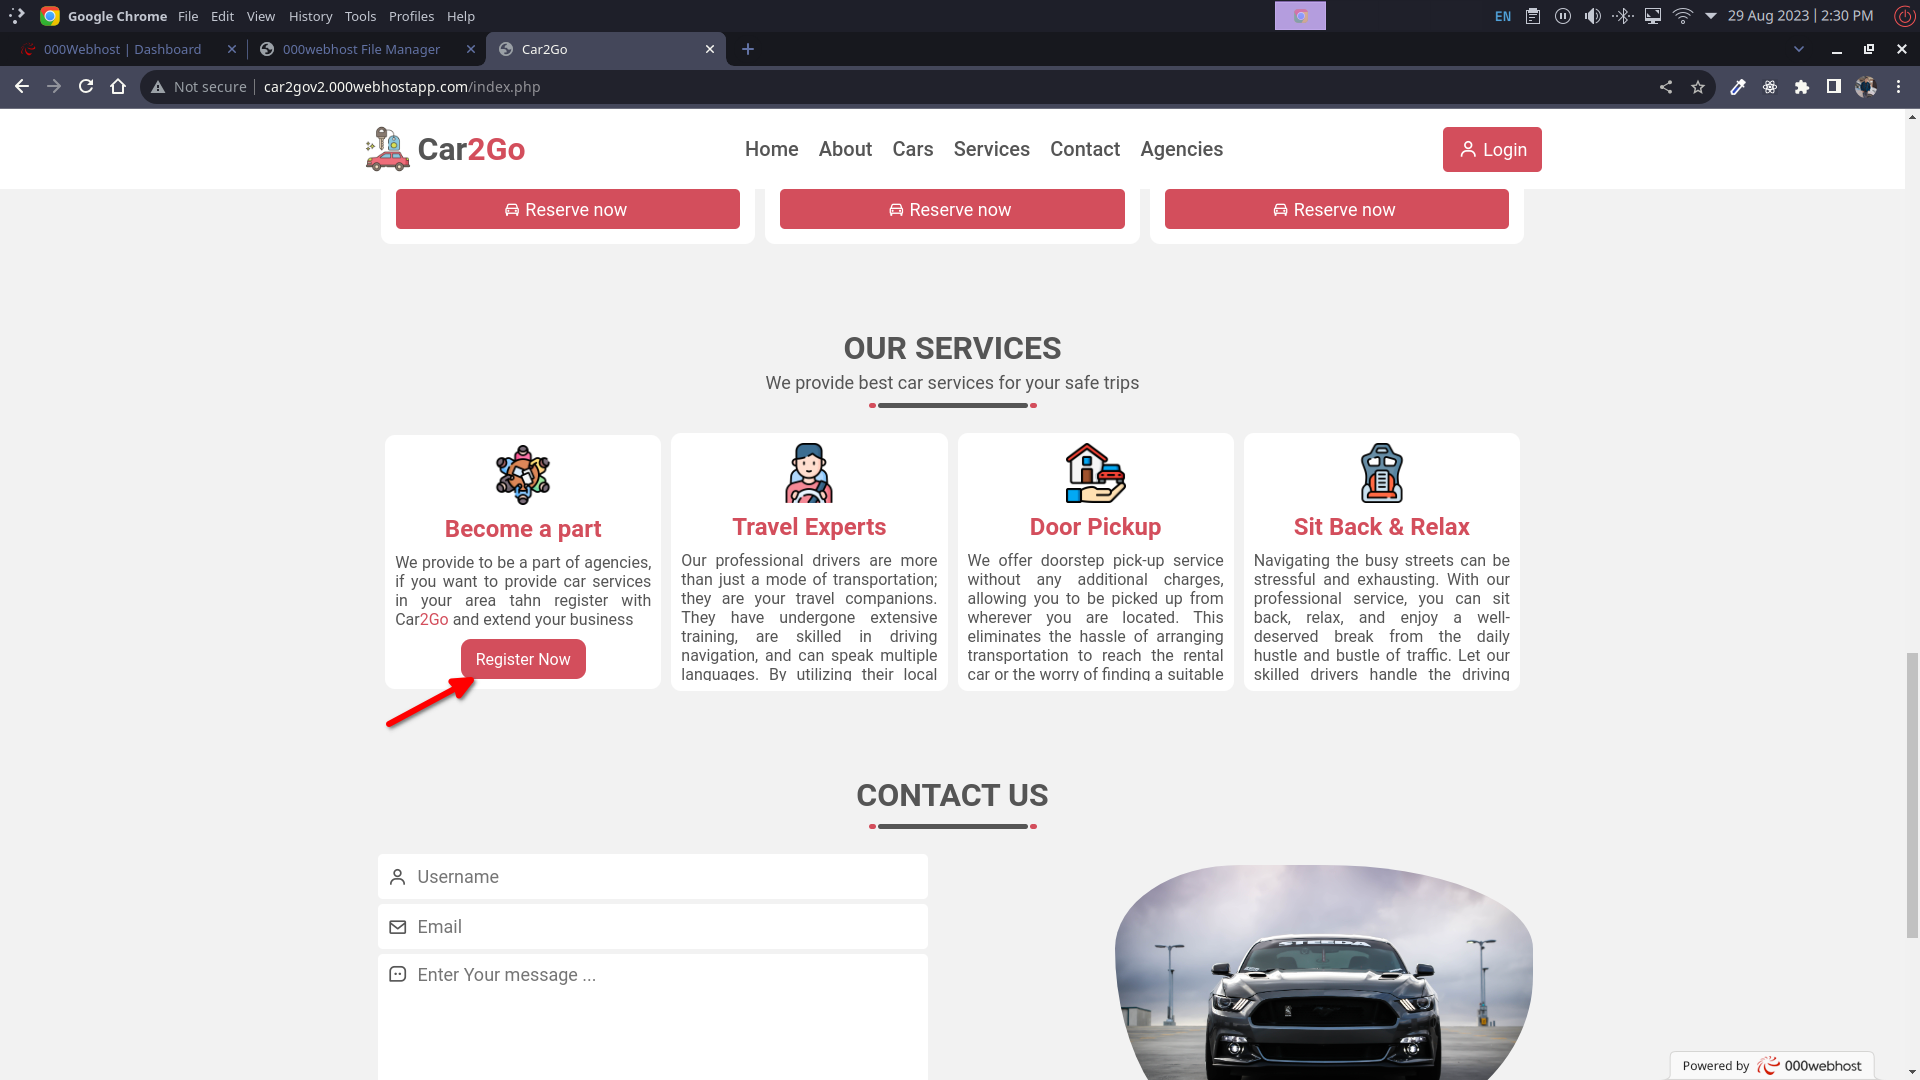 Google Chrome File Edit View History Tools Profiles Help
EN 29 Aug 2023 | 2:30 PM
000Webhost | Dashboard
000webhost File Manager
Car2Go
Not secure car2gov2.000webhostapp.com/index.php
Car2Go
Home About Cars Services Contact Agencies
Login
Reserve now
Reserve now
Reserve now
OUR SERVICES
We provide best car services for your safe trips
Become a part
We provide to be a part of agencies,
if you want to provide car services
in your area tahn register with
Car2Go and extend your business
Register Now
Travel Experts
Our professional drivers are more
than just a mode of transportation;
they are your travel companions.
They have undergone extensive
training, are skilled in driving
navigation, and can speak multiple
languages. By utilizing their local
Door Pickup
We offer doorstep pick-up service
without any additional charges,
allowing you to be picked up from
wherever you are located. This
eliminates the hassle of arranging
transportation to reach the rental
car or the worry of finding a suitable
Sit Back & Relax
Navigating the busy streets can be
stressful and exhausting. With our
professional service, you can sit
back, relax, and enjoy a well-
deserved break from the daily
hustle and bustle of traffic. Let our
skilled drivers handle the driving
CONTACT US
Username
Email
Enter Your message ...
STEEDA
Powered by 000webhost